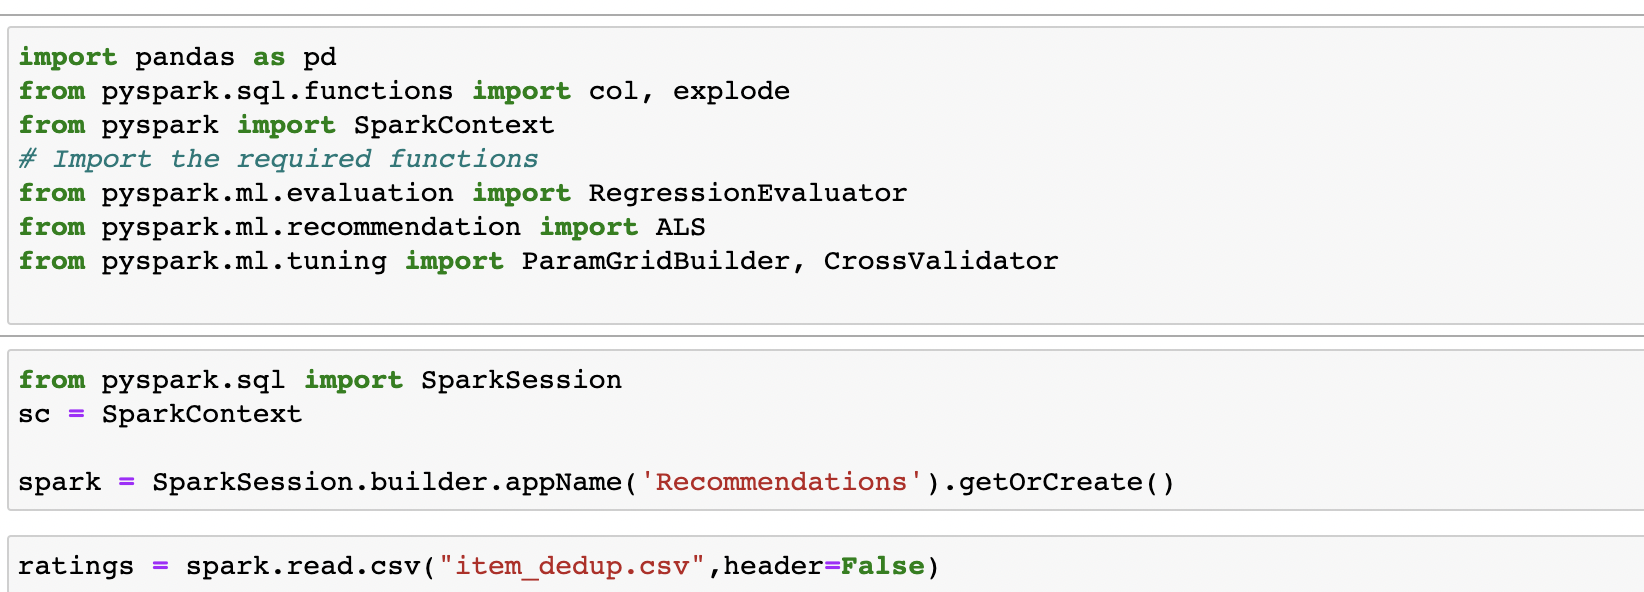 import pandas as pd
from pyspark.sql.functions import col, explode
from pyspark import SparkContext
# Import the required functions
from pyspark.ml.evaluation import RegressionEvaluator
from pyspark.ml.recommendation import ALS
from pyspark.ml.tuning import ParamGridBuilder, CrossValidator
from pyspark.sql import SparkSession
sc = SparkContext
spark = SparkSession.builder.appName('Recommendations').getOrCreate()
ratings = spark.read.csv("item_dedup.csv",header=False)